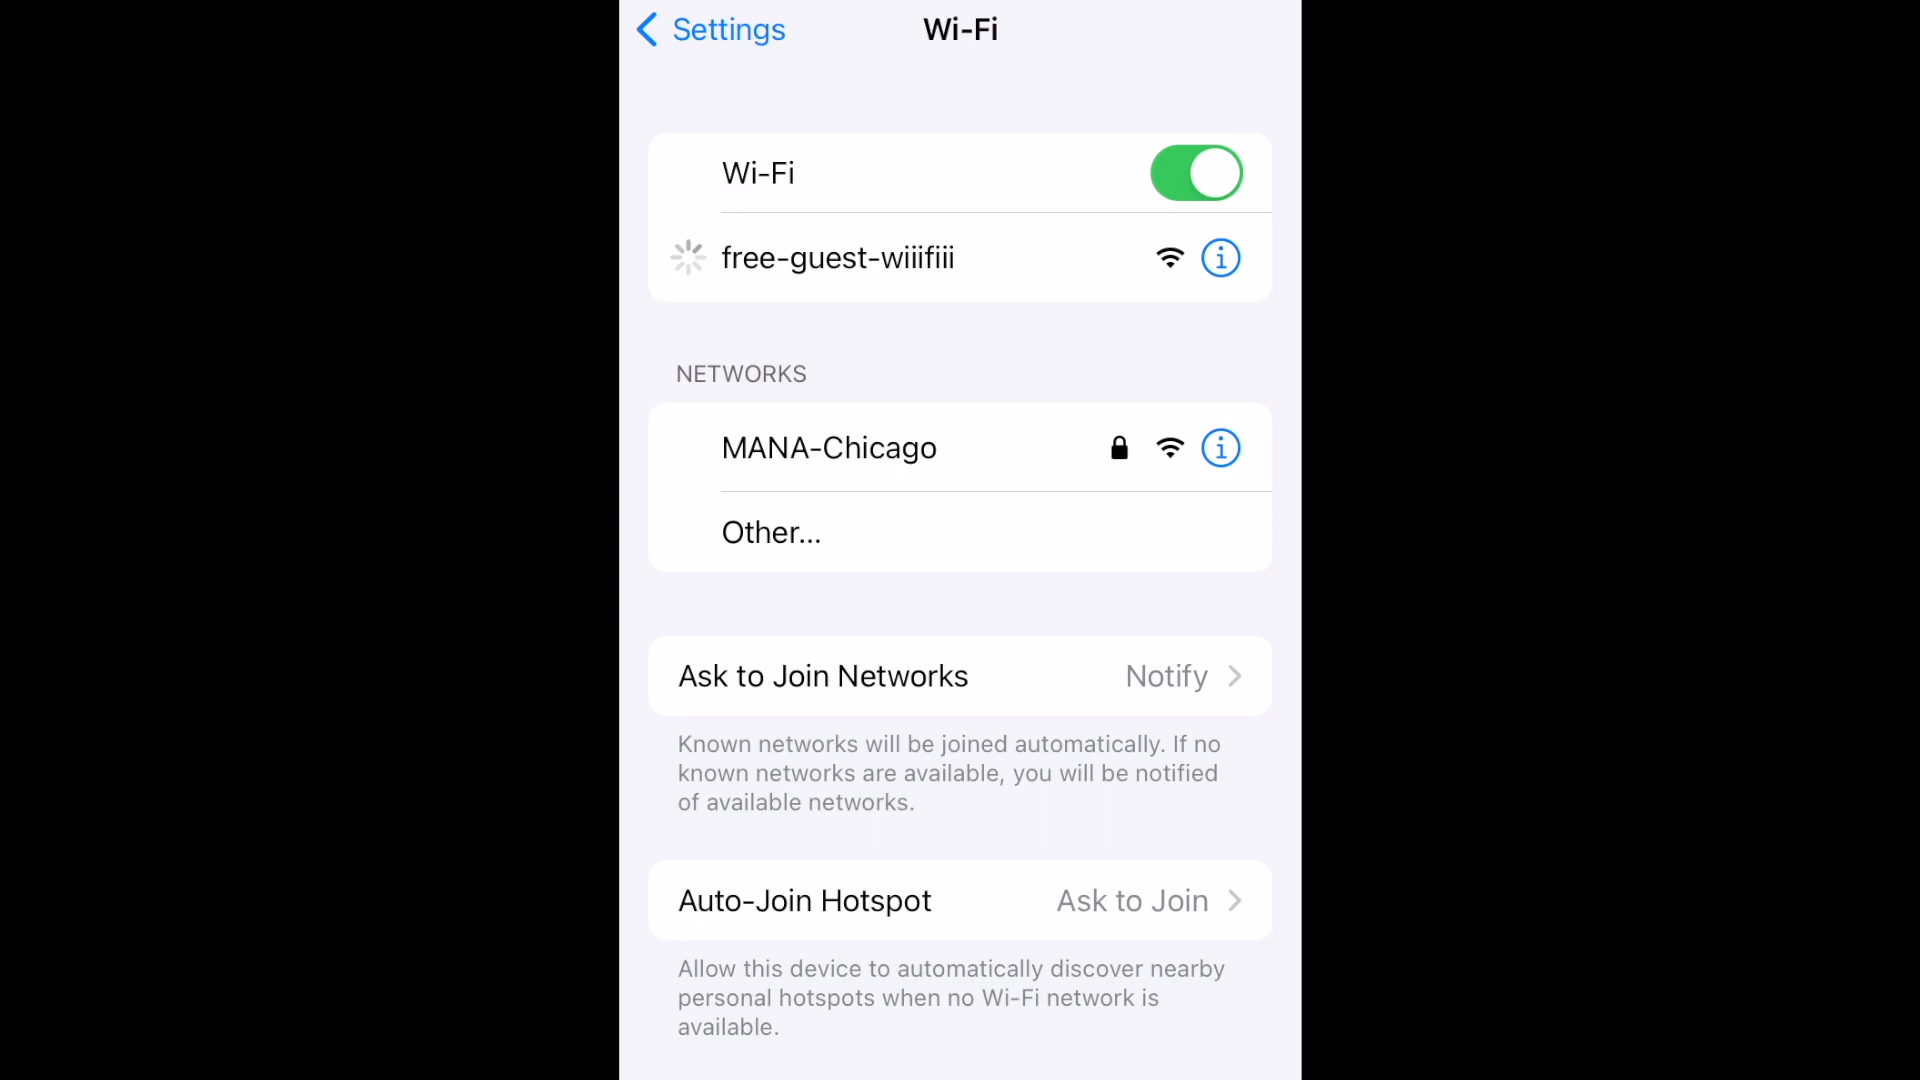 Settings
Wi-Fi
Wi-Fi
free-guest-wiiifiii
NETWORKS
MANA-Chicago
Other...
Ask to Join Networks Notify
Known networks will be joined automatically. If no
known networks are available, you will be notified
of available networks.
Auto-Join Hotspot Ask to Join
Allow this device to automatically discover nearby
personal hotspots when no Wi-Fi network is
available.